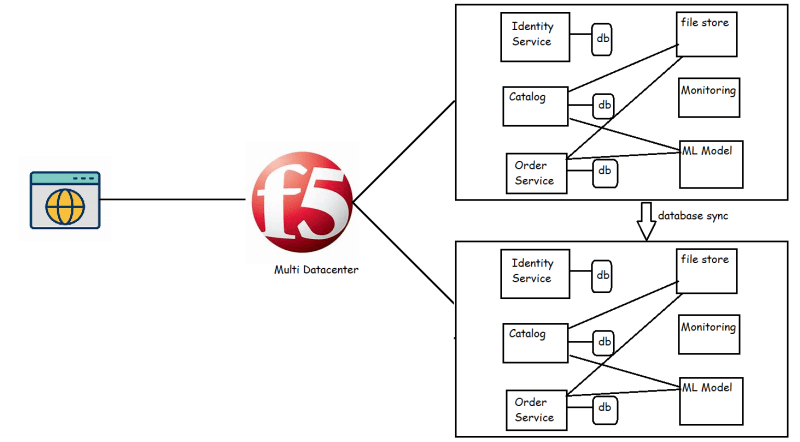 Identity
Service
db
file store
Catalog
db
Monitoring
Order
Service
db
ML Model
f5
Multi Datacenter
database sync
Identity
Service
db
file store
Catalog
db
Monitoring
Order
Service
db
ML Model